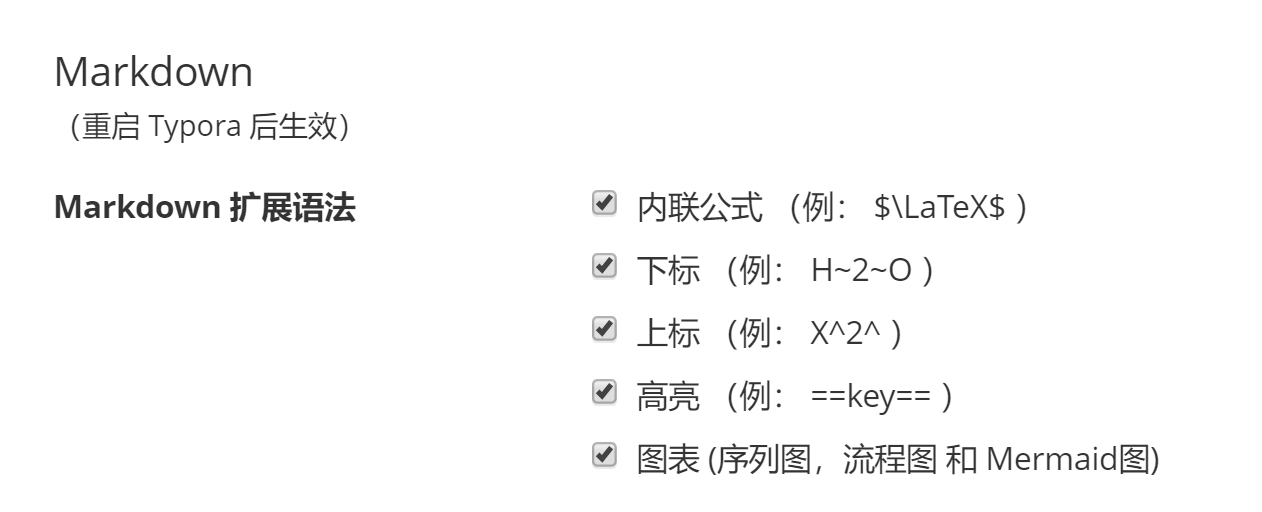 Markdown
（重启 Typora 后生效）
Markdown 扩展语法
内联公式 （例： $\LaTeX$ ）
下标 （例： H~2~O ）
上标 （例： X^2^ ）
高亮 （例： ==key== ）
图表 (序列图，流程图 和 Mermaid图)